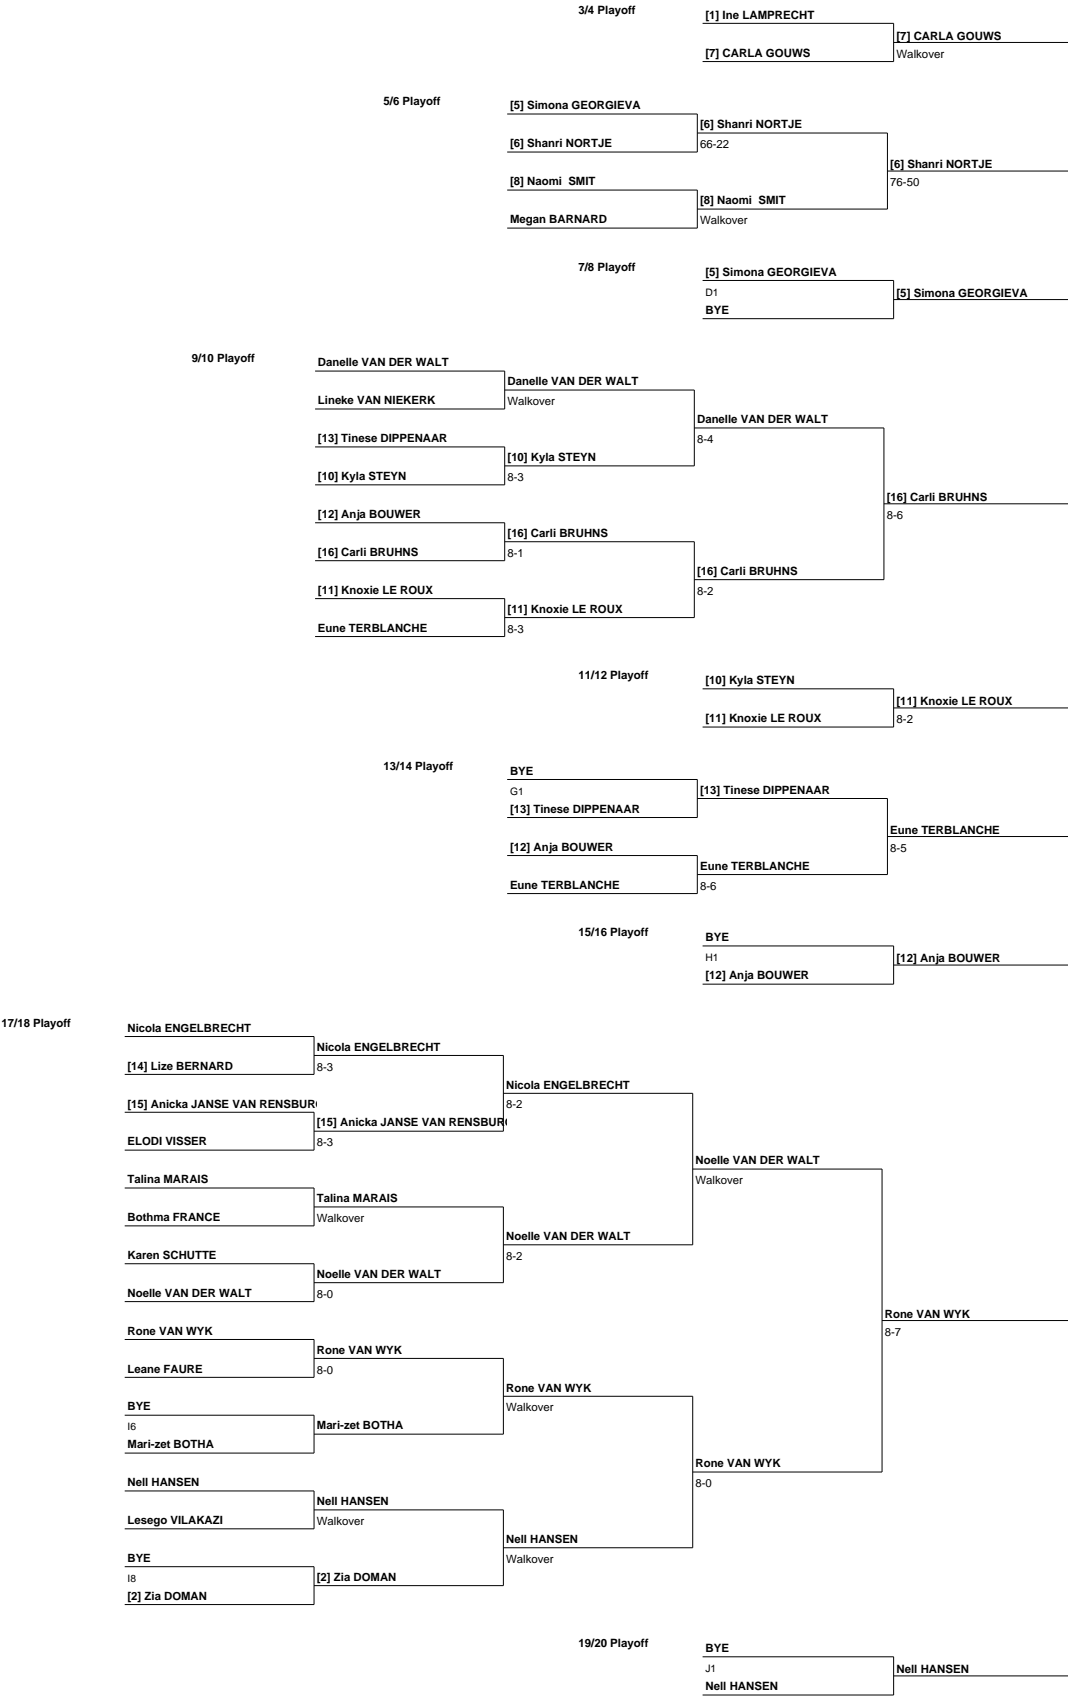 3/4 Playoff
[1] Ine LAMPRECHT
[7] CARLA GOUWS
[7] CARLA GOUWS
Walkover
5/6 Playoff
[5] Simona GEORGIEVA
[6] Shanri NORTJE
[6] Shanri NORTJE
66-22
[6] Shanri NORTJE
76-50
[8] Naomi  SMIT
[8] Naomi  SMIT
Megan BARNARD
Walkover
7/8 Playoff
[5] Simona GEORGIEVA
D1
[5] Simona GEORGIEVA
BYE
9/10 Playoff
Danelle VAN DER WALT
Danelle VAN DER WALT
Lineke VAN NIEKERK
Walkover
Danelle VAN DER WALT
8-4
[13] Tinese DIPPENAAR
[10] Kyla STEYN
[10] Kyla STEYN
8-3
[16] Carli BRUHNS
8-6
[12] Anja BOUWER
[16] Carli BRUHNS
[16] Carli BRUHNS
8-1
[16] Carli BRUHNS
8-2
[11] Knoxie LE ROUX
[11] Knoxie LE ROUX
Eune TERBLANCHE
8-3
11/12 Playoff
[10] Kyla STEYN
[11] Knoxie LE ROUX
[11] Knoxie LE ROUX
8-2
13/14 Playoff
BYE
G1
[13] Tinese DIPPENAAR
[13] Tinese DIPPENAAR
Eune TERBLANCHE
8-5
[12] Anja BOUWER
Eune TERBLANCHE
Eune TERBLANCHE
8-6
15/16 Playoff
BYE
H1
[12] Anja BOUWER
[12] Anja BOUWER
17/18 Playoff
Nicola ENGELBRECHT
Nicola ENGELBRECHT
[14] Lize BERNARD
8-3
Nicola ENGELBRECHT
8-2
[15] Anicka JANSE VAN RENSBUR
[15] Anicka JANSE VAN RENSBUR
ELODI VISSER
8-3
Noelle VAN DER WALT
Walkover
Talina MARAIS
Talina MARAIS
Bothma FRANCE
Walkover
Noelle VAN DER WALT
8-2
Karen SCHUTTE
Noelle VAN DER WALT
Noelle VAN DER WALT
8-0
Rone VAN WYK
8-7
Rone VAN WYK
Rone VAN WYK
Leane FAURE
8-0
Rone VAN WYK
Walkover
BYE
I6
Mari-zet BOTHA
Mari-zet BOTHA
Rone VAN WYK
8-0
Nell HANSEN
Nell HANSEN
Lesego VILAKAZI
Walkover
Nell HANSEN
Walkover
BYE
I8
[2] Zia DOMAN
[2] Zia DOMAN
19/20 Playoff
BYE
J1
Nell HANSEN
Nell HANSEN